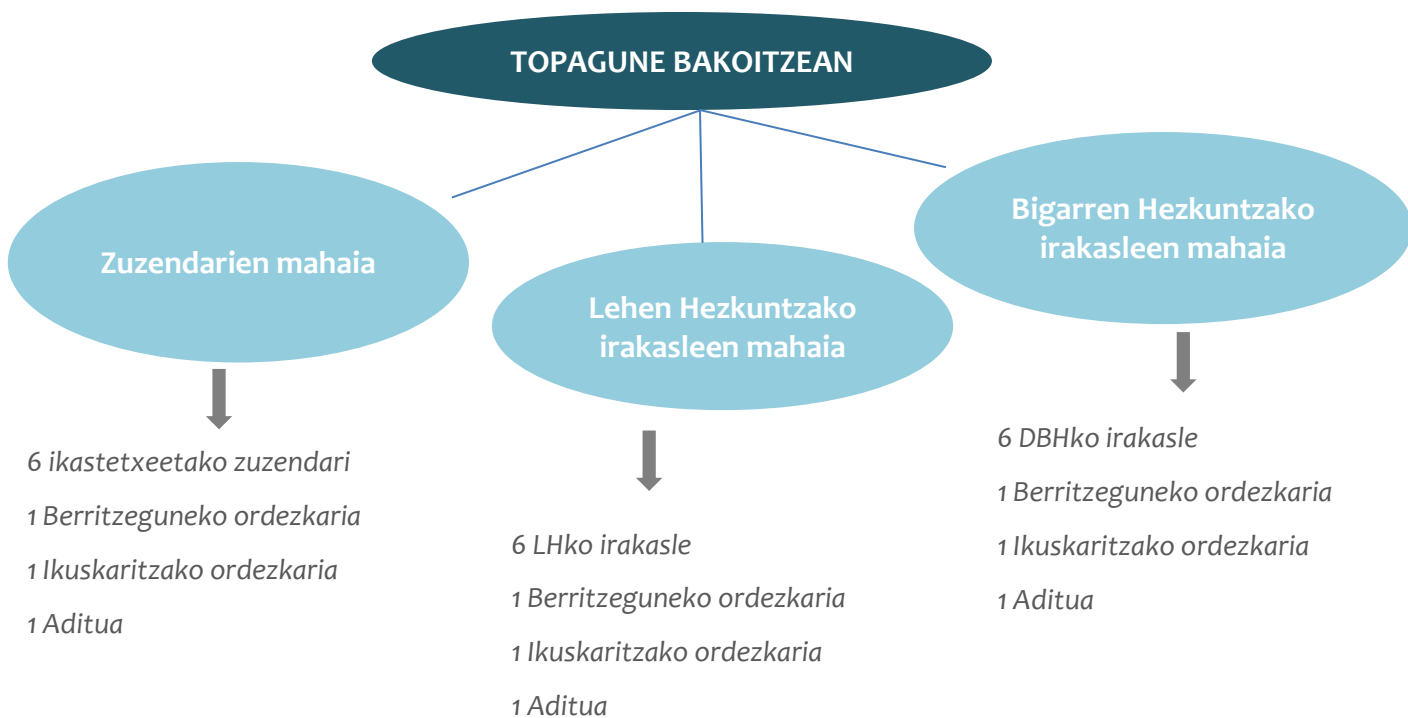 TOPAGUNE BAKOITZEAN
Zuzendarien mahaia
6 ikastetxeetako zuzendari
1 Berritzeguneko ordezkaria
1 Ikuskaritzako ordezkaria
1 Aditua
Lehen Hezkuntzako
irakasleen mahaia
6 LHko irakasle
1 Berritzeguneko ordezkaria
1 Ikuskaritzako ordezkaria
1 Aditua
Bigarren Hezkuntzako
irakasleen mahaia
6 DBHko irakasle
1 Berritzeguneko ordezkaria
1 Ikuskaritzako ordezkaria
1 Aditua